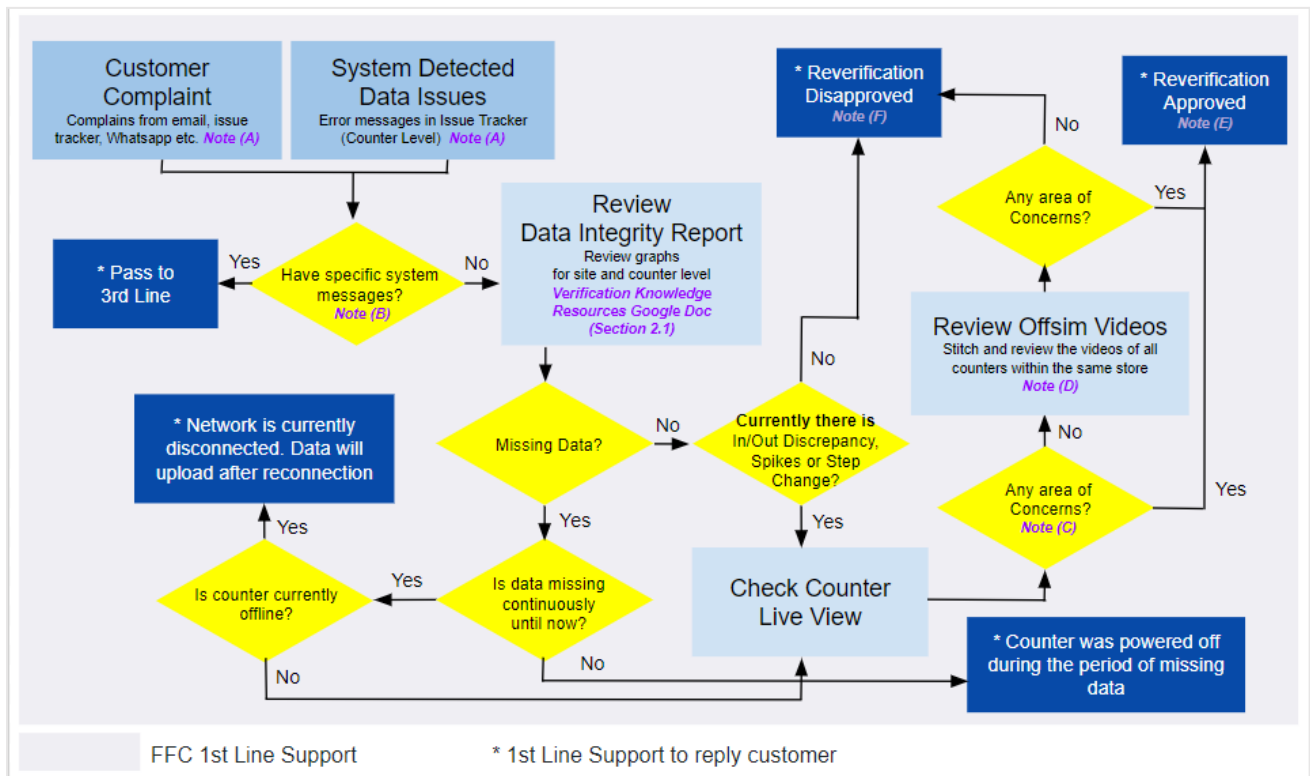 Customer
Complaint
Complains from email, issue
tracker, Whatsapp etc. Note (A)
System Detected
Data Issues
Error messages in Issue Tracker
(Counter Level) Note (A)
* Reverification
Disapproved
Note (F)
* Reverification
Approved
Note (E)
No
Any area of
Concerns?
Yes
Review
Data Integrity Report
Review graphs
for site and counter level
Verification Knowledge
Resources Google Doc
(Section 2.1)
* Pass to
3rd Line
Yes
Have specific system
messages?
Note (B)
No
Review Offsim Videos
Stitch and review the videos of all
counters within the same store
Note (D)
No
* Network is currently
disconnected. Data will
upload after reconnection
Missing Data?
No
Currently there is
In/Out Discrepancy,
Spikes or Step
Change?
No
Any area of
Concerns?
Note (C)
Yes
Yes
Yes
Yes
Is counter currently
offline?
Yes
Is data missing
continuously
until now?
Check Counter
Live View
No
No
* Counter was powered off
during the period of missing
data
FFC 1st Line Support
* 1st Line Support to reply customer